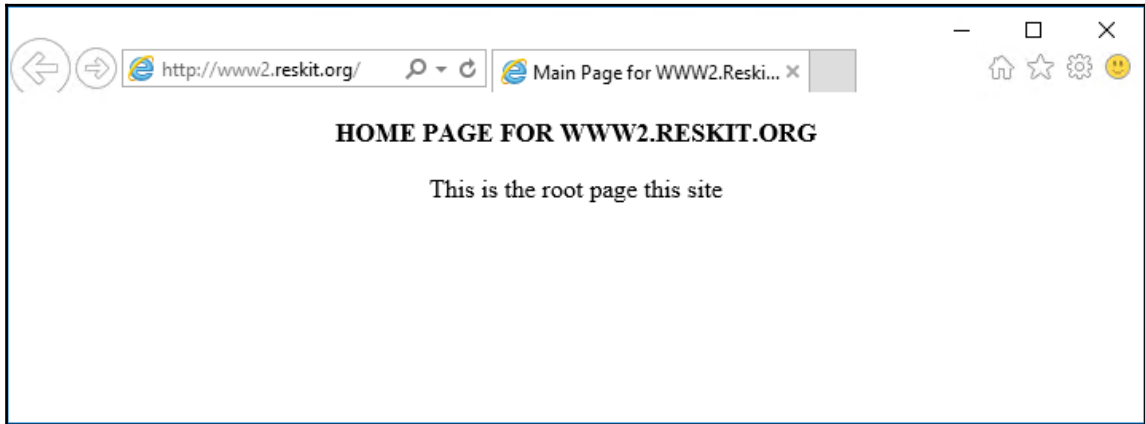 http://www2.reskit.org/
Main Page for WWW2.Reski...
HOME PAGE FOR WWW2.RESKIT.ORG
This is the root page this site